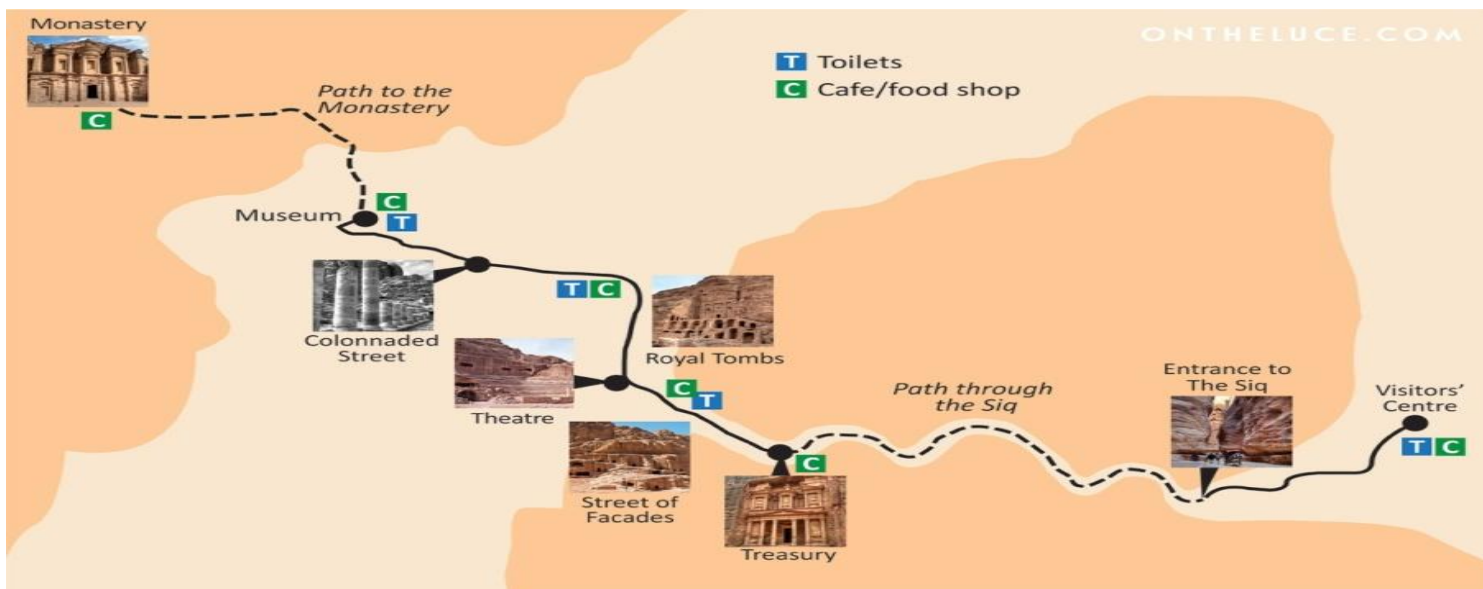 Monastery
ONTHELUCE.COM
T Toilets
C Cafe/food shop
Path to the
Monastery
C
C
Museum
T
T C
Colonnaded
Street
Royal Tombs
Theatre
C
T
Entrance to
The Siq
Path through
the Siq
Visitors'
Centre
T C
C
Street of
Facades
Treasury